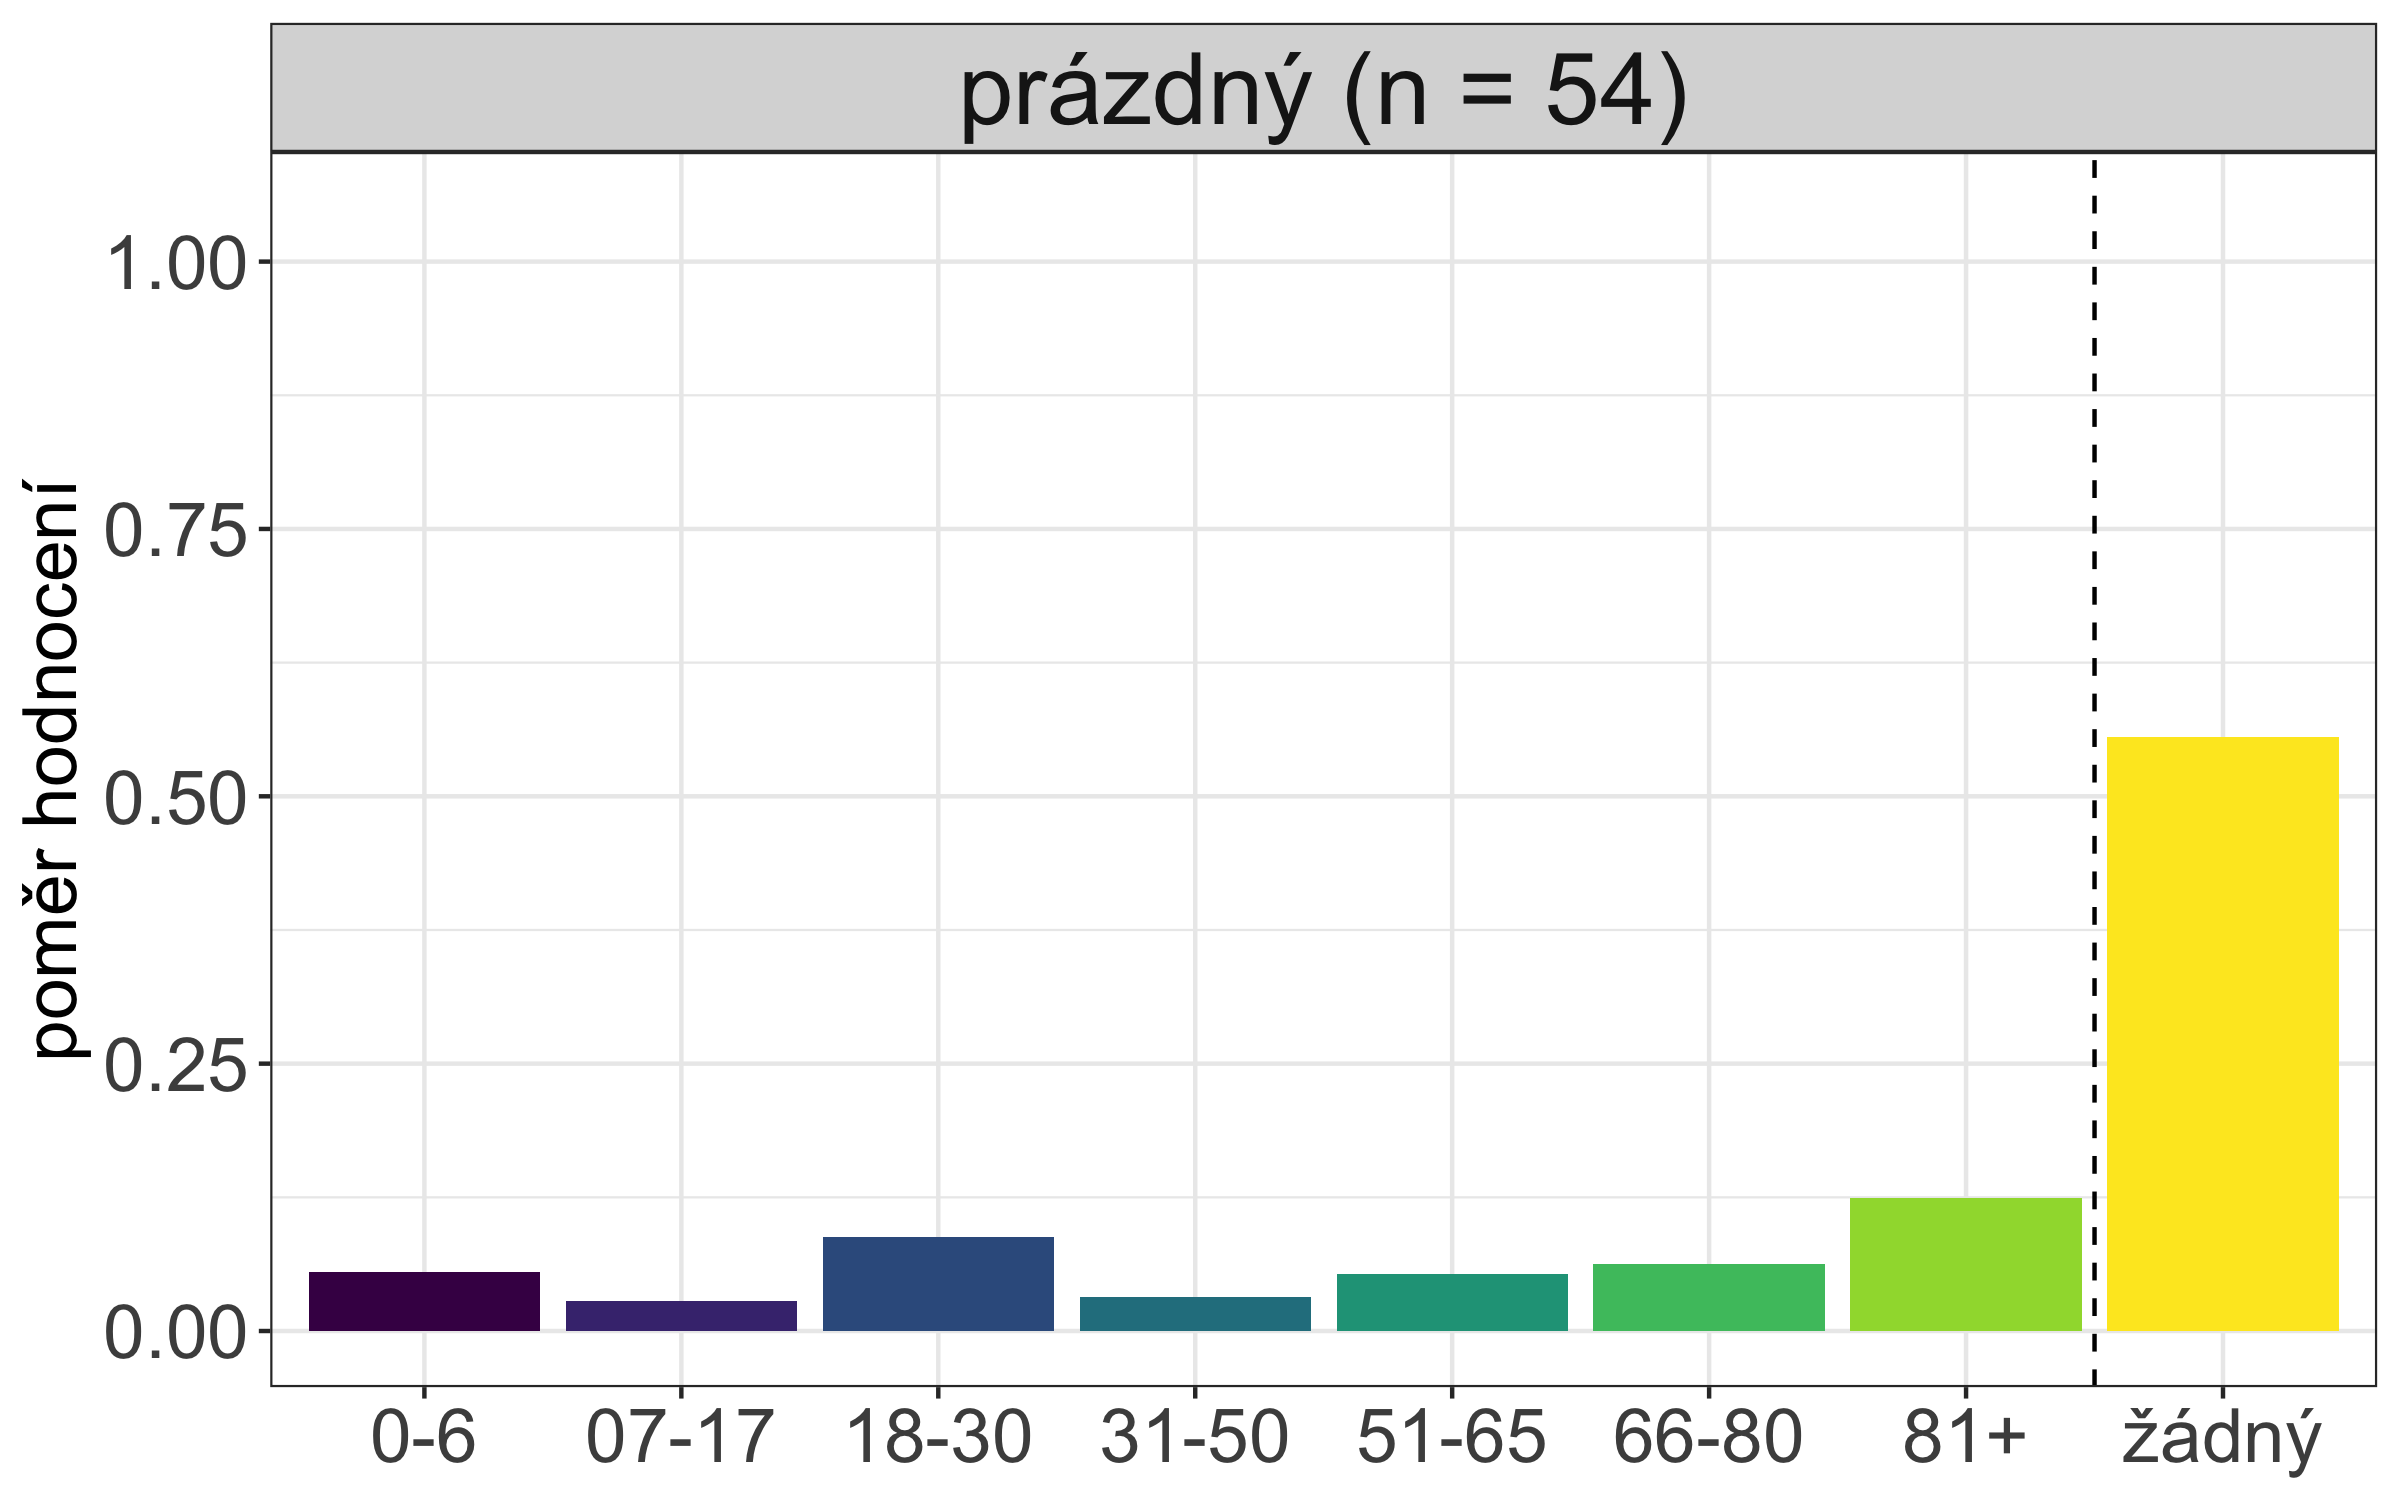 prázdný (n = 54)
poměr hodnocení
1.00
0.75
0.50
0.25
0.00
0-6 07-17 18-30 31-50 51-65 66-80 81+ žádný